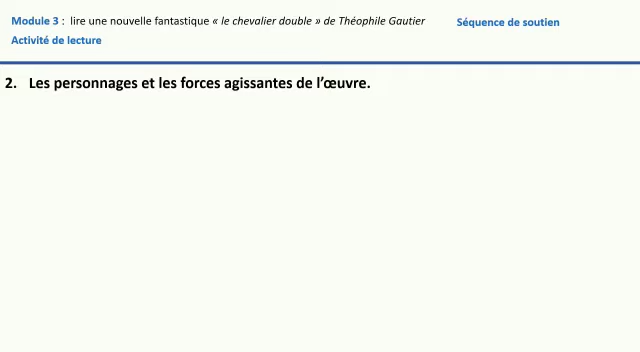 Module 3 : lire une nouvelle fantastique « le chevalier double » de Théophile Gautier Séquence de soutien
Activité de lecture
2. Les personnages et les forces agissantes de l’œuvre.